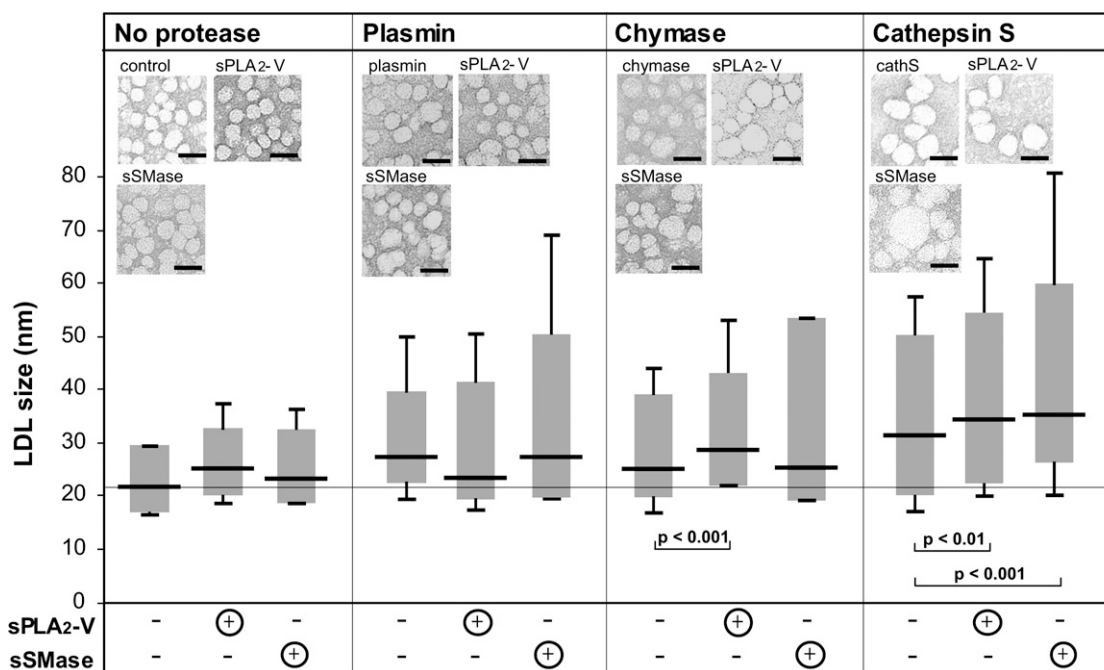 No protease Plasmin Chymase Cathepsin S
control sPLA2-V plasmin sPLA2-V chymase sPLA2-V cathS sPLA2-V
sSMase sSMase sSMase sSMase
LDL size (nm)
80
70
60
50
40
30
20
10
0
p < 0.001
p < 0.01
p < 0.001
sPLA2-V - + - - + - - + - - + -
sSMase - - + - - + - - + - - +